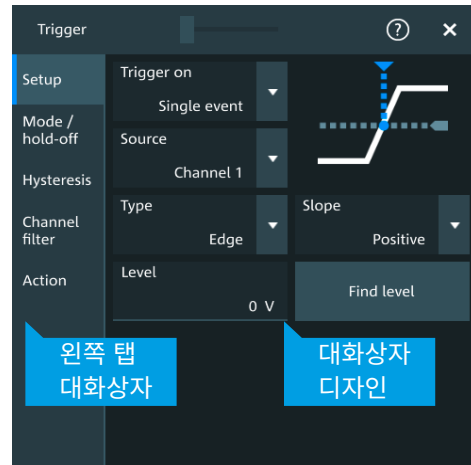 Trigger
?
Setup
Mode /
hold-off
Hysteresis
Channel
filter
Action
Trigger on
Single event
Source
Channel 1
Type
Edge
Slope
Positive
Level
0 V
Find level
왼쪽 탭
대화상자
대화상자
디자인